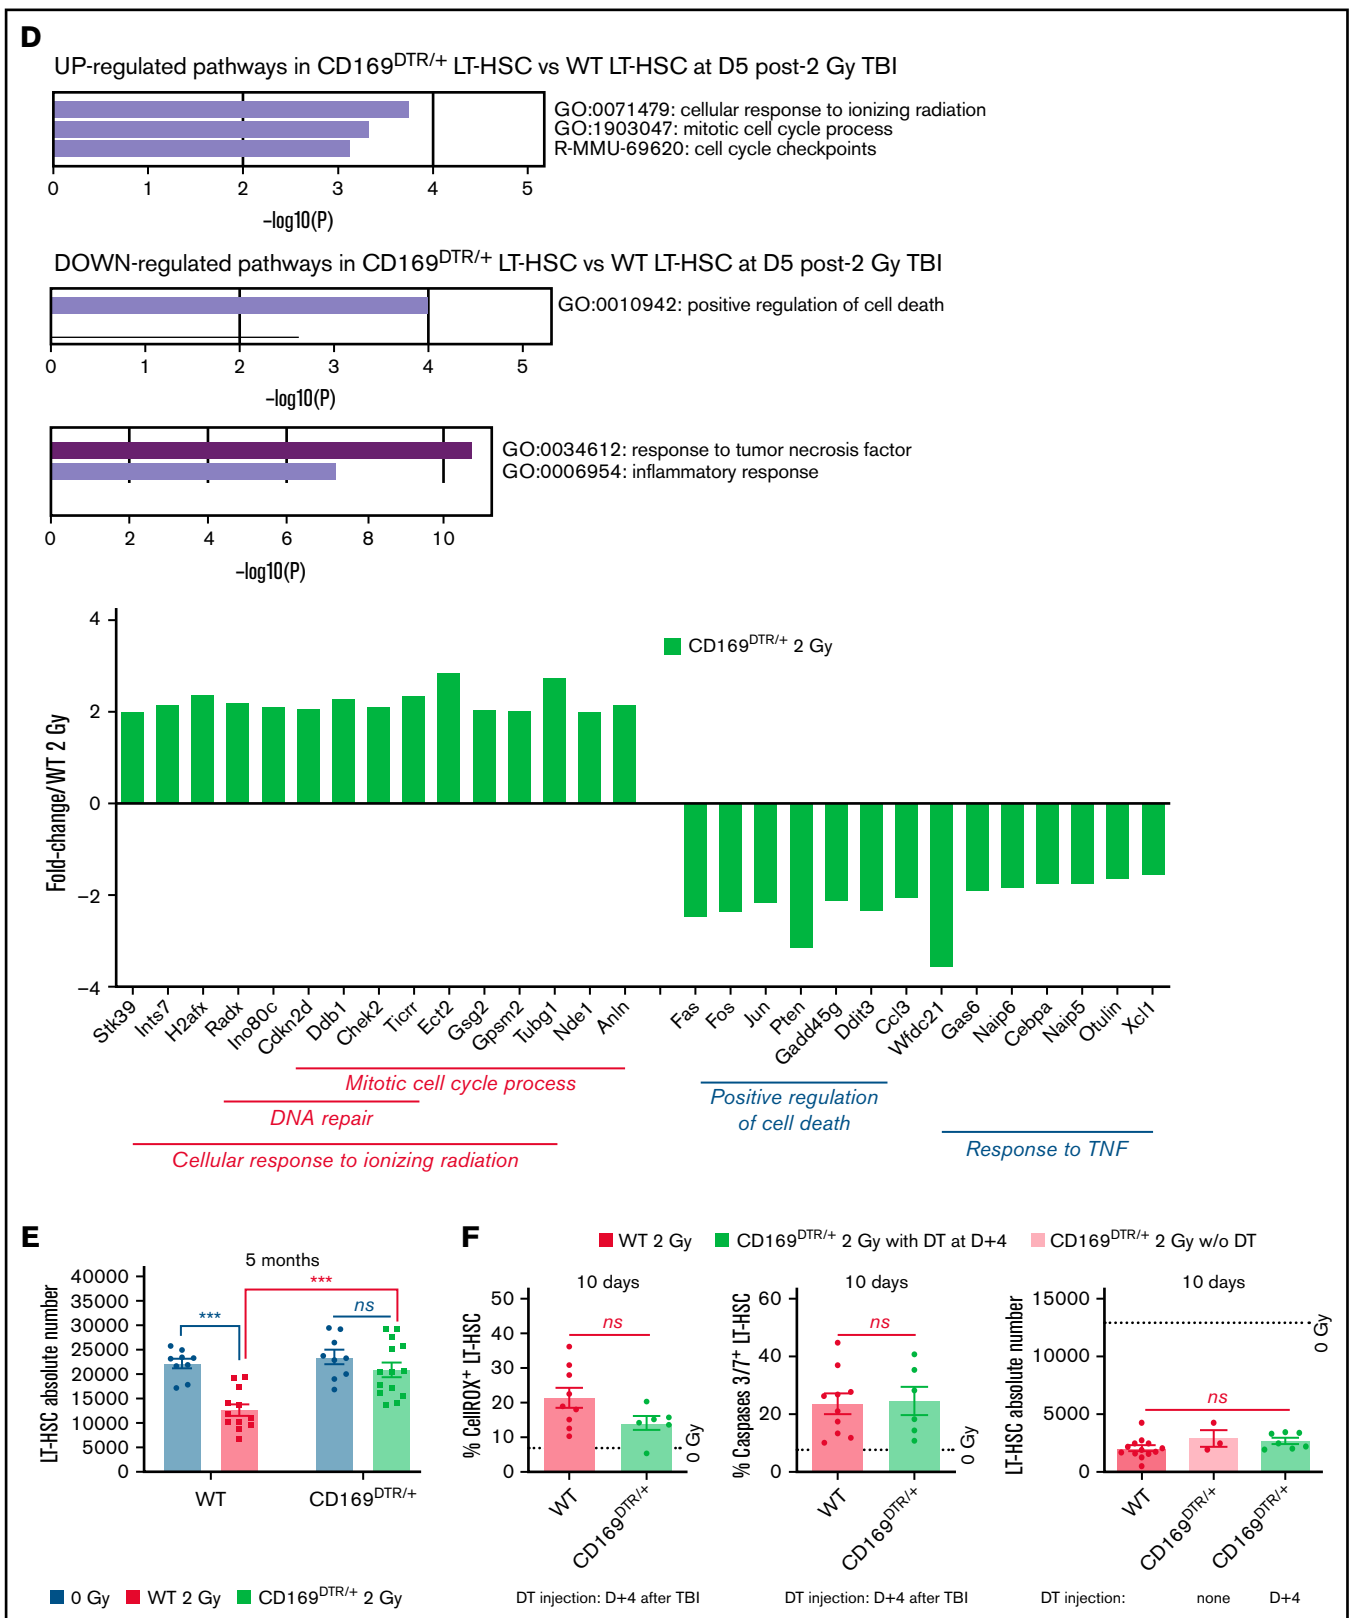 D
UP-regulated pathways in CD169DTR/+ LT-HSC vs WT LT-HSC at D5 post-2 Gy TBI
GO:0071479: cellular response to ionizing radiation
GO:1903047: mitotic cell cycle process
R-MMU-69620: cell cycle checkpoints
0 1 2 3 4 5
–log10(P)
DOWN-regulated pathways in CD169DTR/+ LT-HSC vs WT LT-HSC at D5 post-2 Gy TBI
GO:0010942: positive regulation of cell death
0 1 2 3 4 5
–log10(P)
GO:0034612: response to tumor necrosis factor
GO:0006954: inflammatory response
0 2 4 6 8 10
–log10(P)
Fold-change/WT 2 Gy
4
2
0
–2
–4
CD169DTR/+ 2 Gy
Stk39 Ints7 H2afx Radx Ino80c Cdkn2d Ddb1 Chek2 Ticrr Ect2 Gsg2 Gpsm2 Tubg1 Nde1 Anln Fas Fos Jun Pten Gadd45g Ddit3 Ccl3 Wfdc21 Gas6 Naip6 Cebpa Naip5 Otulin Xcl1
Mitotic cell cycle process
DNA repair
Cellular response to ionizing radiation
Positive regulation
of cell death
Response to TNF
E
5 months
LT-HSC absolute number
40000
35000
30000
25000
20000
15000
10000
5000
0
***
***
ns
WT CD169DTR/+
0 Gy WT 2 Gy CD169DTR/+ 2 Gy
F
WT 2 Gy CD169DTR/+ 2 Gy with DT at D+4 CD169DTR/+ 2 Gy w/o DT
10 days
% CellROX+ LT-HSC
50
40
30
20
10
0
ns
0 Gy
WT CD169DTR/+
DT injection: D+4 after TBI
10 days
% Caspases 3/7+ LT-HSC
60
40
20
0
ns
0 Gy
WT CD169DTR/+
DT injection: D+4 after TBI
10 days
LT-HSC absolute number
15000
10000
5000
0
ns
0 Gy
WT CD169DTR/+ CD169DTR/+
DT injection: none D+4